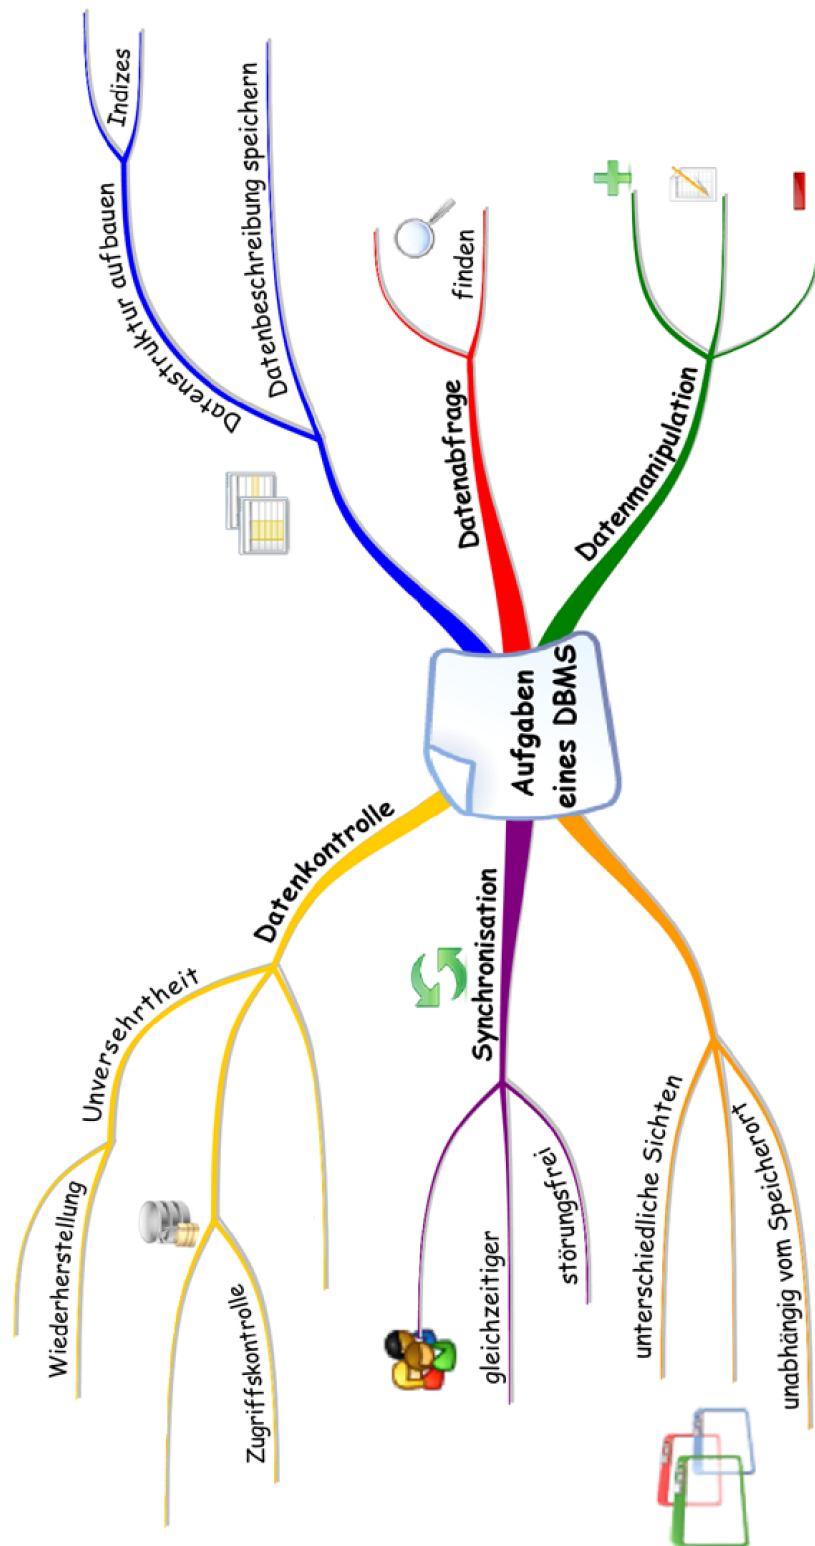 Aufgaben
eines DBMS
Datenstruktur aufbauen
Indizes
Datenbeschreibung speichern
Datenabfrage
finden
Datenmanipulation
Datenkontrolle
Unversehrtheit
Wiederherstellung
Zugriffskontrolle
Synchronisation
gleichzeitiger
störungsfrei
unterschiedliche Sichten
unabhängig vom Speicherort